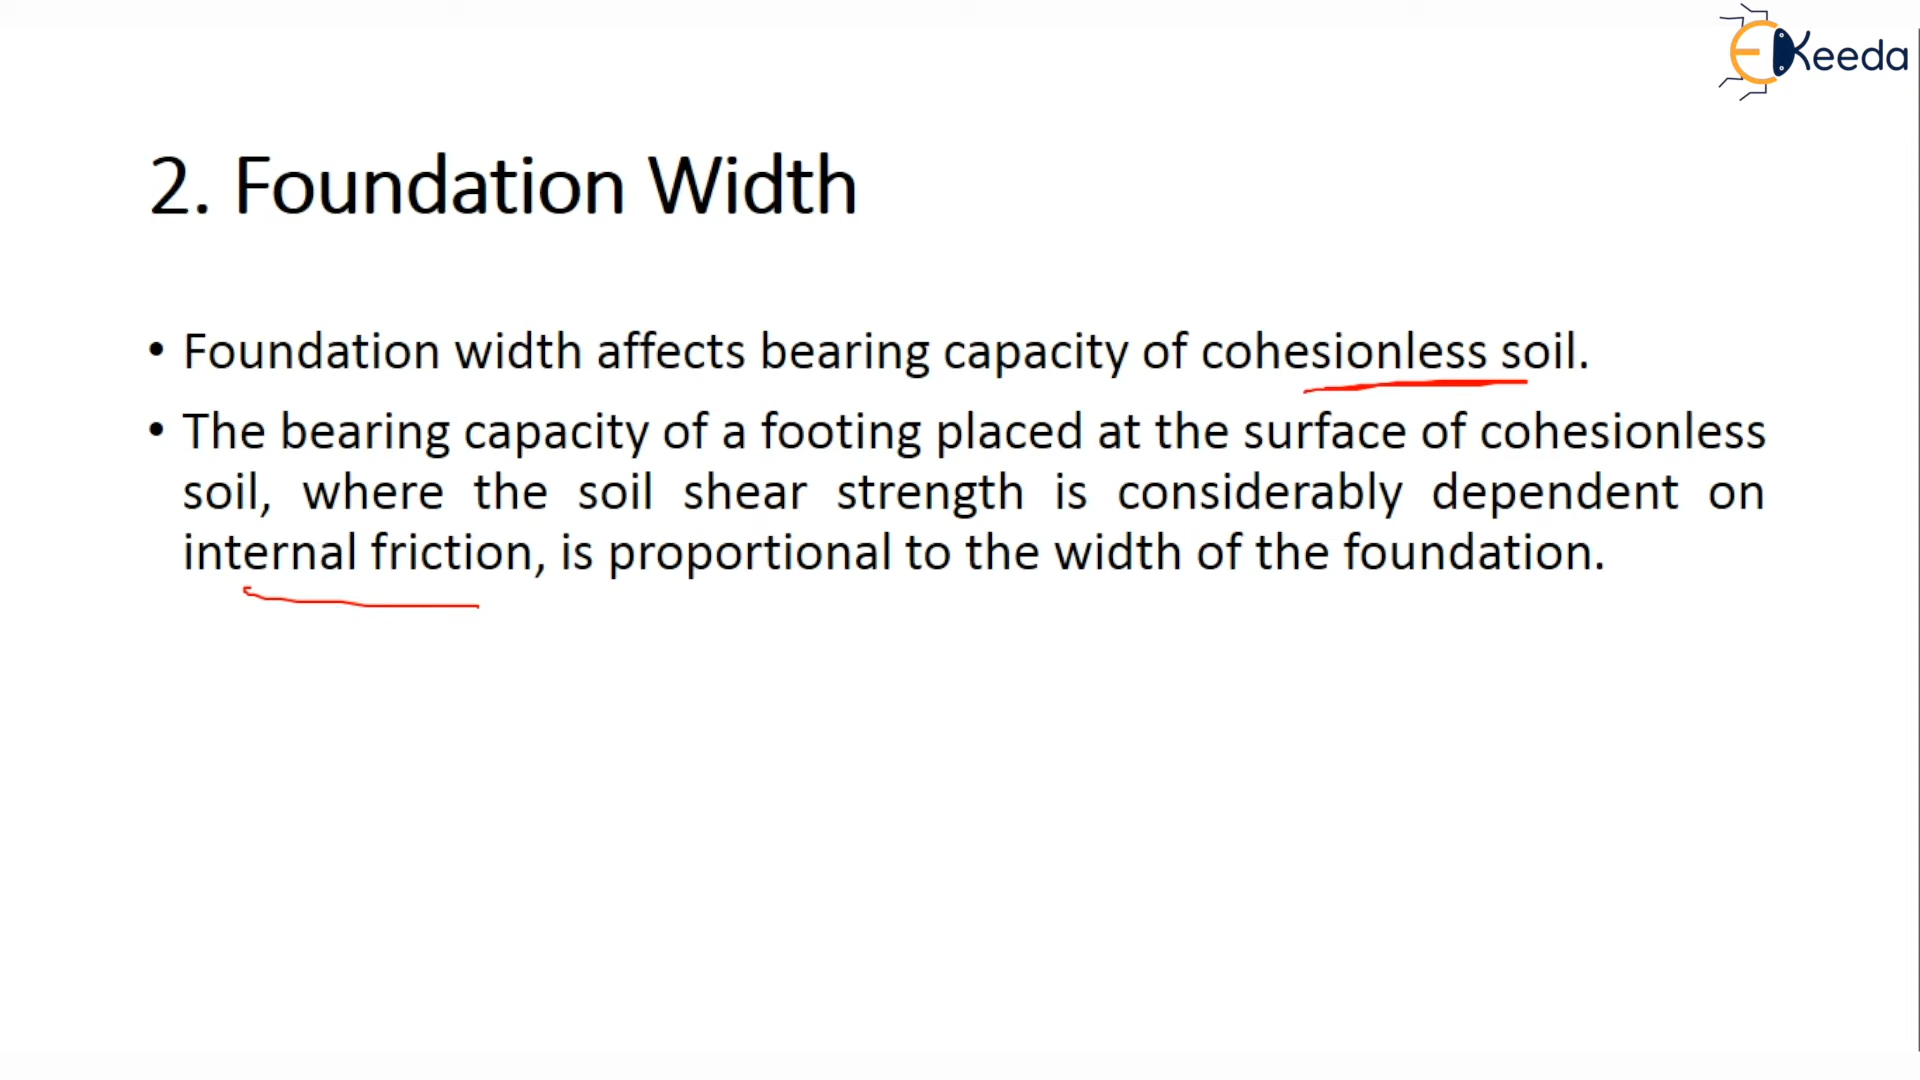 EKeeda
2. Foundation Width
• Foundation width affects bearing capacity of cohesionless soil.
• The bearing capacity of a footing placed at the surface of cohesionless
soil, where the soil shear strength is considerably dependent on
internal friction, is proportional to the width of the foundation.